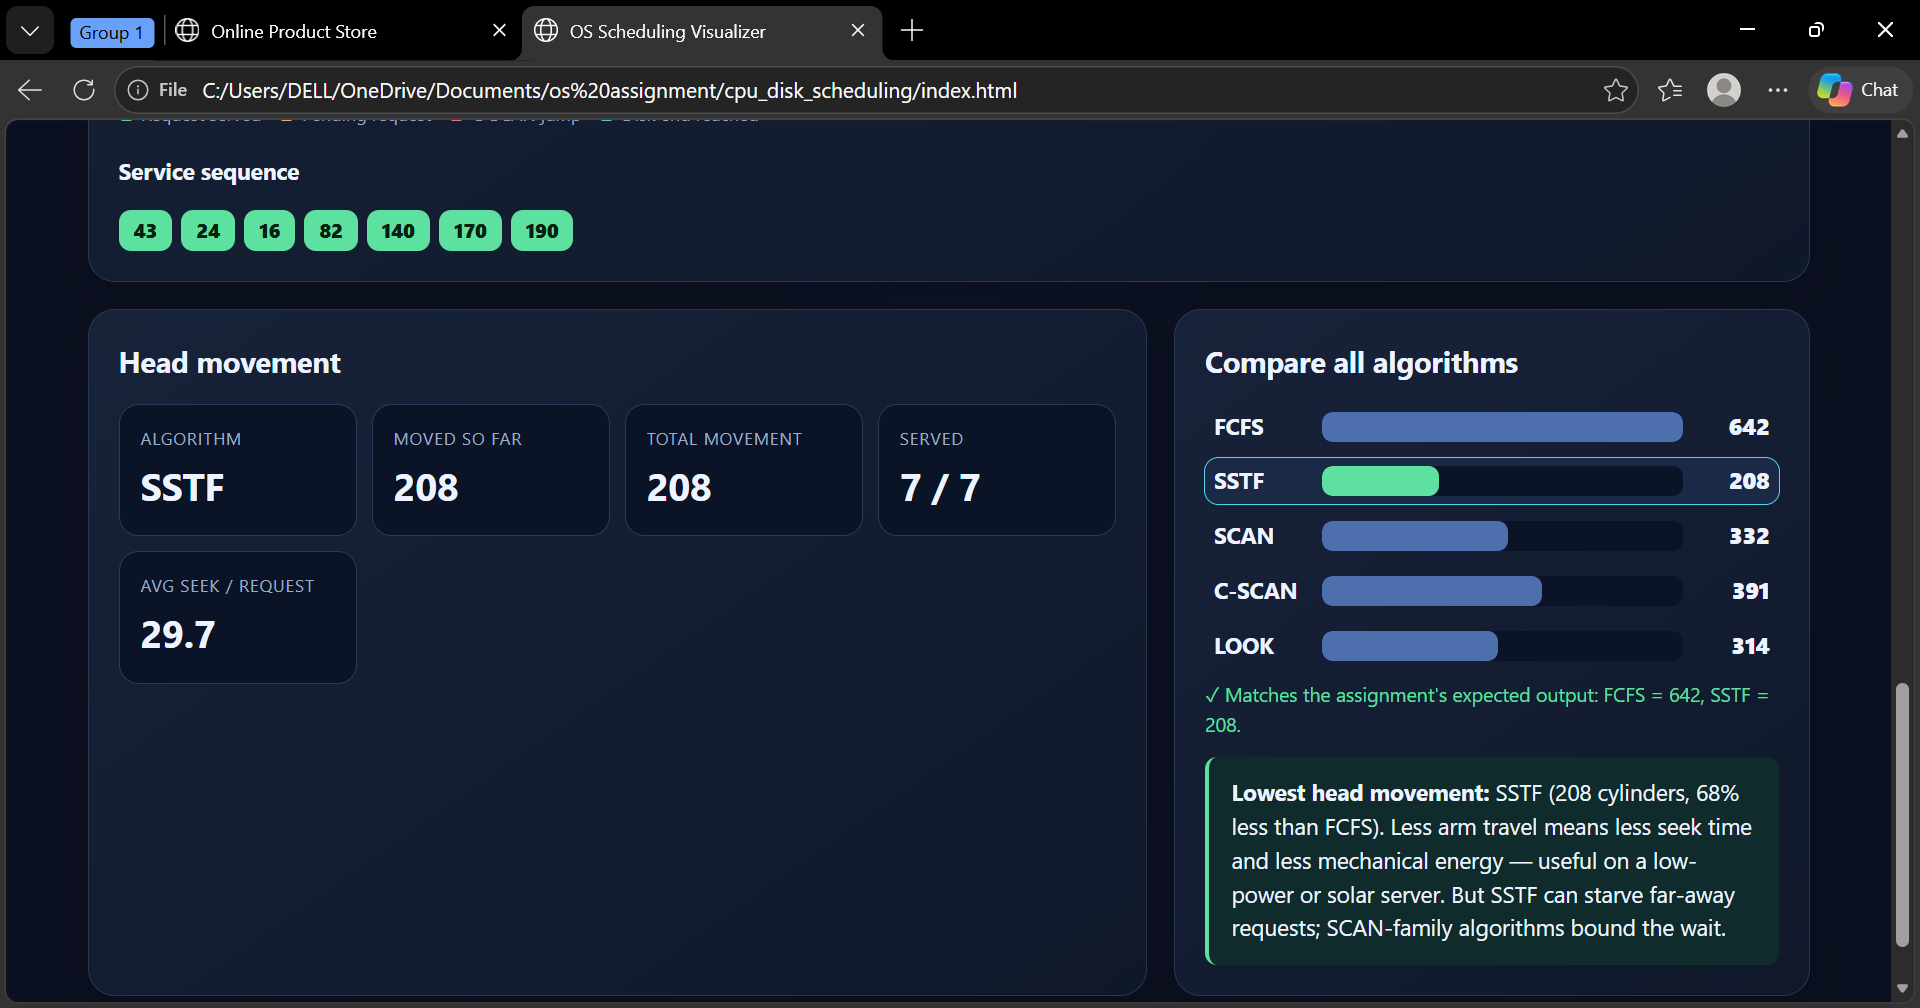 Group 1
Online Product Store
OS Scheduling Visualizer
File C:/Users/DELL/OneDrive/Documents/os%20assignment/cpu_disk_scheduling/index.html
Chat
Service sequence
43 24 16 82 140 170 190
Head movement
ALGORITHM
SSTF
MOVED SO FAR
208
TOTAL MOVEMENT
208
SERVED
7 / 7
AVG SEEK / REQUEST
29.7
Compare all algorithms
FCFS 642
SSTF 208
SCAN 332
C-SCAN 391
LOOK 314
✓ Matches the assignment's expected output: FCFS = 642, SSTF =
208.
Lowest head movement: SSTF (208 cylinders, 68%
less than FCFS). Less arm travel means less seek time
and less mechanical energy — useful on a low-
power or solar server. But SSTF can starve far-away
requests; SCAN-family algorithms bound the wait.